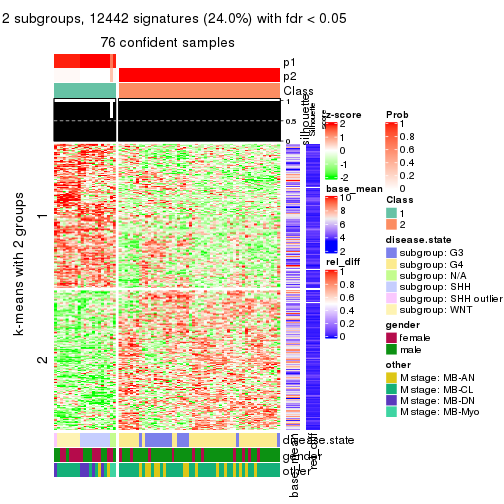 2 subgroups, 12442 signatures (24.0%) with fdr < 0.05
76 confident samples
p1
p2
Class
silhouette
1
0.5
0
Silhouette
score
k-means with 2 groups
1
2
disease.state
gender
other
base_mean
rel_diff
z-score
2
1
0
-1
-2
base_mean
10
8
6
4
2
rel_diff
1
0.8
0.6
0.4
0.2
0
Prob
1
0.8
0.6
0.4
0.2
0
Class
1
2
disease.state
subgroup: G3
subgroup: G4
subgroup: N/A
subgroup: SHH
subgroup: SHH outlier
subgroup: WNT
gender
female
male
other
M stage: MB-AN
M stage: MB-CL
M stage: MB-DN
M stage: MB-Myo